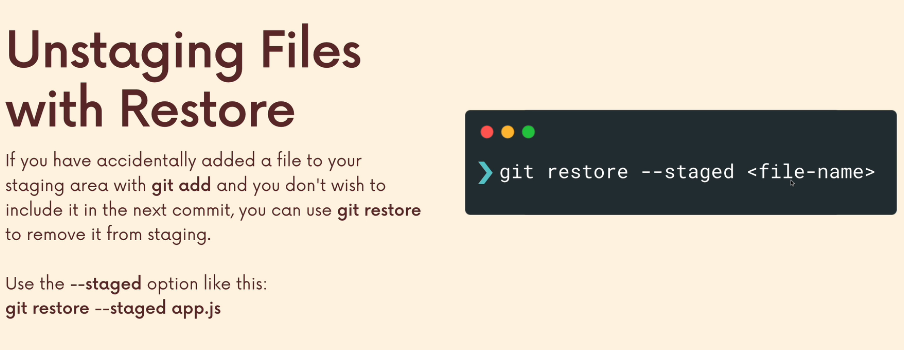 Unstaging Files
with Restore
If you have accidentally added a file to your
staging area with git add and you don't wish to
include it in the next commit, you can use git restore
to remove it from staging.
Use the --staged option like this:
git restore --staged app.js
❯ git restore --staged <file-name>